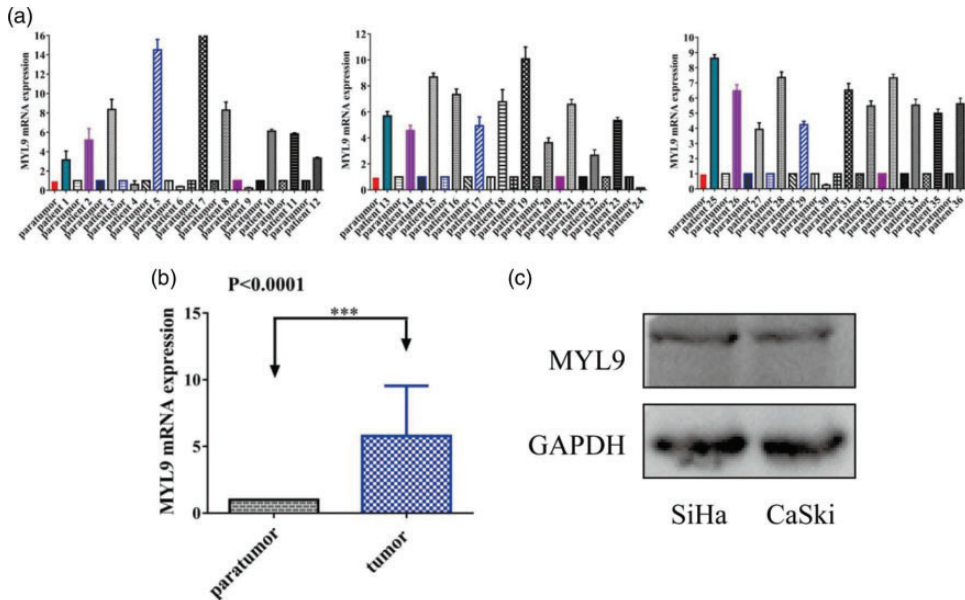 (a)
MYL9 mRNA expression
16
14
12
10
8
6
4
2
0
paratumor
patient 1
paratumor
patient 2
paratumor
patient 3
paratumor
patient 4
paratumor
patient 5
paratumor
patient 6
paratumor
patient 7
paratumor
patient 8
paratumor
patient 9
paratumor
patient 10
paratumor
patient 11
paratumor
patient 12
MYL9 mRNA expression
12
10
8
6
4
2
0
paratumor
patient 13
paratumor
patient 14
paratumor
patient 15
paratumor
patient 16
paratumor
patient 17
paratumor
patient 18
paratumor
patient 19
paratumor
patient 20
paratumor
patient 21
paratumor
patient 22
paratumor
patient 23
paratumor
patient 24
MYL9 mRNA expression
10
9
8
7
6
5
4
3
2
1
0
paratumor
patient 25
paratumor
patient 26
paratumor
patient 27
paratumor
patient 28
paratumor
patient 29
paratumor
patient 30
paratumor
patient 31
paratumor
patient 32
paratumor
patient 33
paratumor
patient 34
paratumor
patient 35
paratumor
patient 36
(b)
P<0.0001
***
MYL9 mRNA expression
15
10
5
0
paratumor
tumor
(c)
MYL9
GAPDH
SiHa CaSki